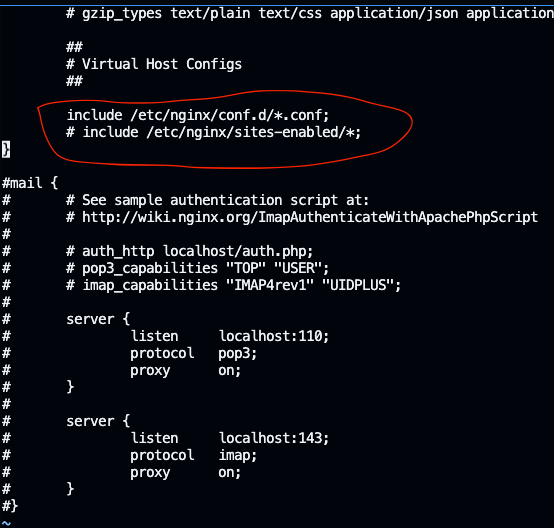 # gzip_types text/plain text/css application/json application
##
# Virtual Host Configs
##
include /etc/nginx/conf.d/*.conf;
# include /etc/nginx/sites-enabled/*;
}
#mail {
#       # See sample authentication script at:
#       # http://wiki.nginx.org/ImapAuthenticateWithApachePhpScript
#
#       # auth_http localhost/auth.php;
#       # pop3_capabilities "TOP" "USER";
#       # imap_capabilities "IMAP4rev1" "UIDPLUS";
#
#       server {
#               listen     localhost:110;
#               protocol   pop3;
#               proxy      on;
#       }
#
#       server {
#               listen     localhost:143;
#               protocol   imap;
#               proxy      on;
#       }
#}
~